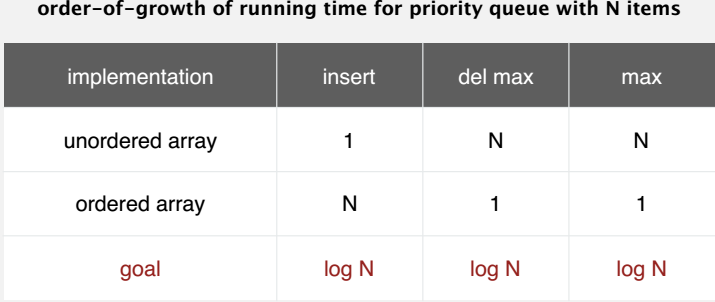 order-of-growth of running time for priority queue with N items
implementation insert del max max
unordered array 1 N N
ordered array N 1 1
goal log N log N log N